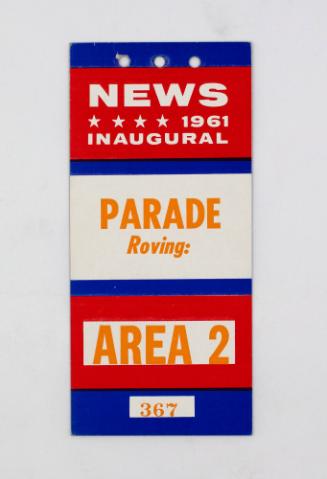 NEWS
★ ★ ★ ★ 1961
INAUGURAL
PARADE
Roving:
AREA 2
367